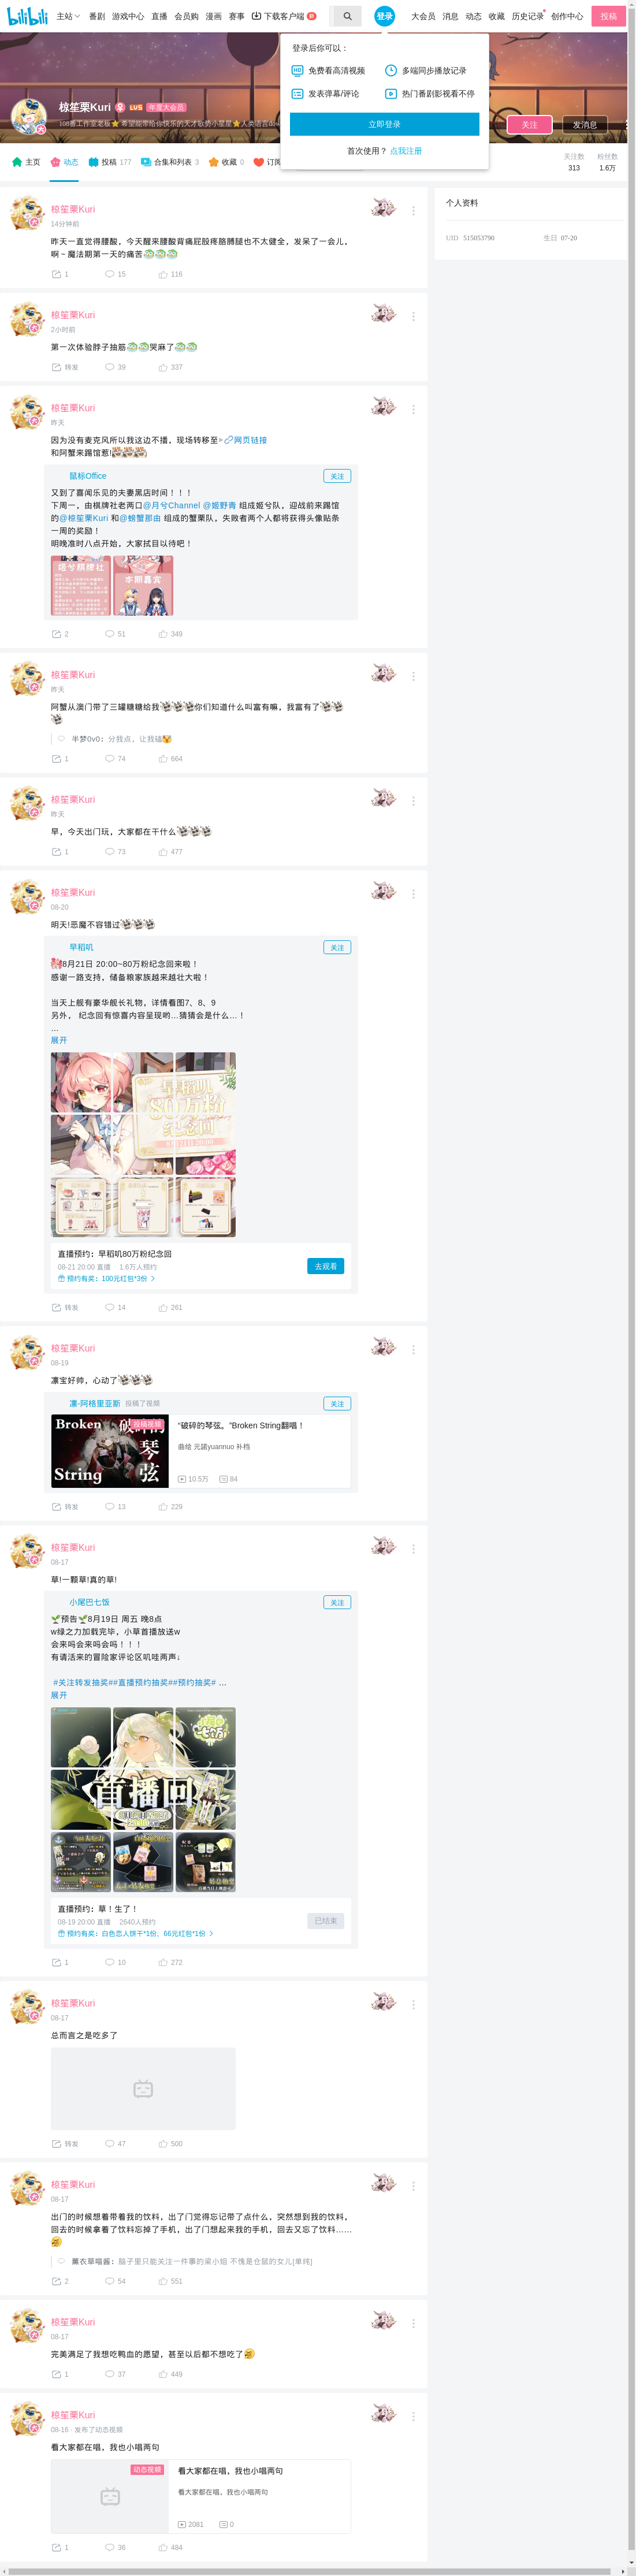 bilibili 主站 番剧 游戏中心 直播 会员购 漫画 赛事 下载客户端 登录 大会员 消息 动态 收藏 历史记录 创作中心 投稿
登录后你可以：
免费看高清视频 多端同步播放记录
发表弹幕/评论 热门番剧影视看不停
立即登录
首次使用？ 点我注册
椋笙栗Kuri LV5 年度大会员
关注 发消息
主页 动态 投稿 177 合集和列表 3 收藏 0 订阅
关注数 粉丝数
313 1.6万
个人资料
UID 515053790 生日 07-20
椋笙栗Kuri
14分钟前
昨天一直觉得腰酸，今天醒来腰酸背痛屁股疼胳膊腿也不太健全，发呆了一会儿，
啊－魔法期第一天的痛苦
1 15 116
椋笙栗Kuri
2小时前
第一次体验脖子抽筋哭麻了
转发 39 337
椋笙栗Kuri
昨天
因为没有麦克风所以我这边不播，现场转移至▹网页链接
和阿蟹来踢馆惹!
鼠标Office
关注
又到了喜闻乐见的夫妻黑店时间！！！
下周一，由棋牌社老两口@月兮Channel @姬野青 组成姬兮队，迎战前来踢馆
的@椋笙栗Kuri 和@螃蟹那由 组成的蟹栗队，失败者两个人都将获得头像贴条
一周的奖励！
明晚准时八点开始，大家拭目以待吧！
姬兮棋牌社
本期嘉宾
2 51 349
椋笙栗Kuri
昨天
阿蟹从澳门带了三罐糖糖给我你们知道什么叫富有嘛，我富有了
半梦0v0：分我点，让我磕
1 74 664
椋笙栗Kuri
昨天
早，今天出门玩，大家都在干什么
1 73 477
椋笙栗Kuri
08-20
明天!恶魔不容错过
早稻叽
关注
8月21日 20:00~80万粉纪念回来啦！
感谢一路支持，储备粮家族越来越壮大啦！
当天上舰有豪华舰长礼物，详情看图7、8、9
另外， 纪念回有惊喜内容呈现哟…猜猜会是什么…！
...
展开
早稻叽
80万粉
纪念回
直播预约：早稻叽80万粉纪念回
08-21 20:00 直播 1.6万人预约
预约有奖：100元红包*3份
去观看
转发 14 261
椋笙栗Kuri
08-19
凛宝好帅，心动了
凛-阿格里亚斯 投稿了视频
关注
投稿视频
Broken String 破碎的琴弦
“破碎的琴弦。”Broken String翻唱！
曲绘 元諾yuannuo 补档
10.5万 84
转发 13 229
椋笙栗Kuri
08-17
草!一颗草!真的草!
小尾巴七饭
关注
预告8月19日 周五 晚8点
w绿之力加载完毕，小草首播放送w
会来吗会来吗会吗！！！
有请活来的冒险家评论区叽哇两声↓
#关注转发抽奖##直播预约抽奖##预约抽奖# ...
展开
首播回
直播预约：草！生了！
08-19 20:00 直播 2640人预约
预约有奖：白色恋人饼干*1份、66元红包*1份
已结束
1 10 272
椋笙栗Kuri
08-17
总而言之是吃多了
转发 47 500
椋笙栗Kuri
08-17
出门的时候想着带着我的饮料，出了门觉得忘记带了点什么，突然想到我的饮料，
回去的时候拿着了饮料忘掉了手机，出了门想起来我的手机，回去又忘了饮料……
薰衣草喵酱：脑子里只能关注一件事的梁小姐 不愧是仓鼠的女儿[单纯]
2 54 551
椋笙栗Kuri
08-17
完美满足了我想吃鸭血的愿望，甚至以后都不想吃了
1 37 449
椋笙栗Kuri
08-16 · 发布了动态视频
看大家都在唱，我也小唱两句
动态视频
看大家都在唱，我也小唱两句
看大家都在唱，我也小唱两句
2081 0
1 36 484